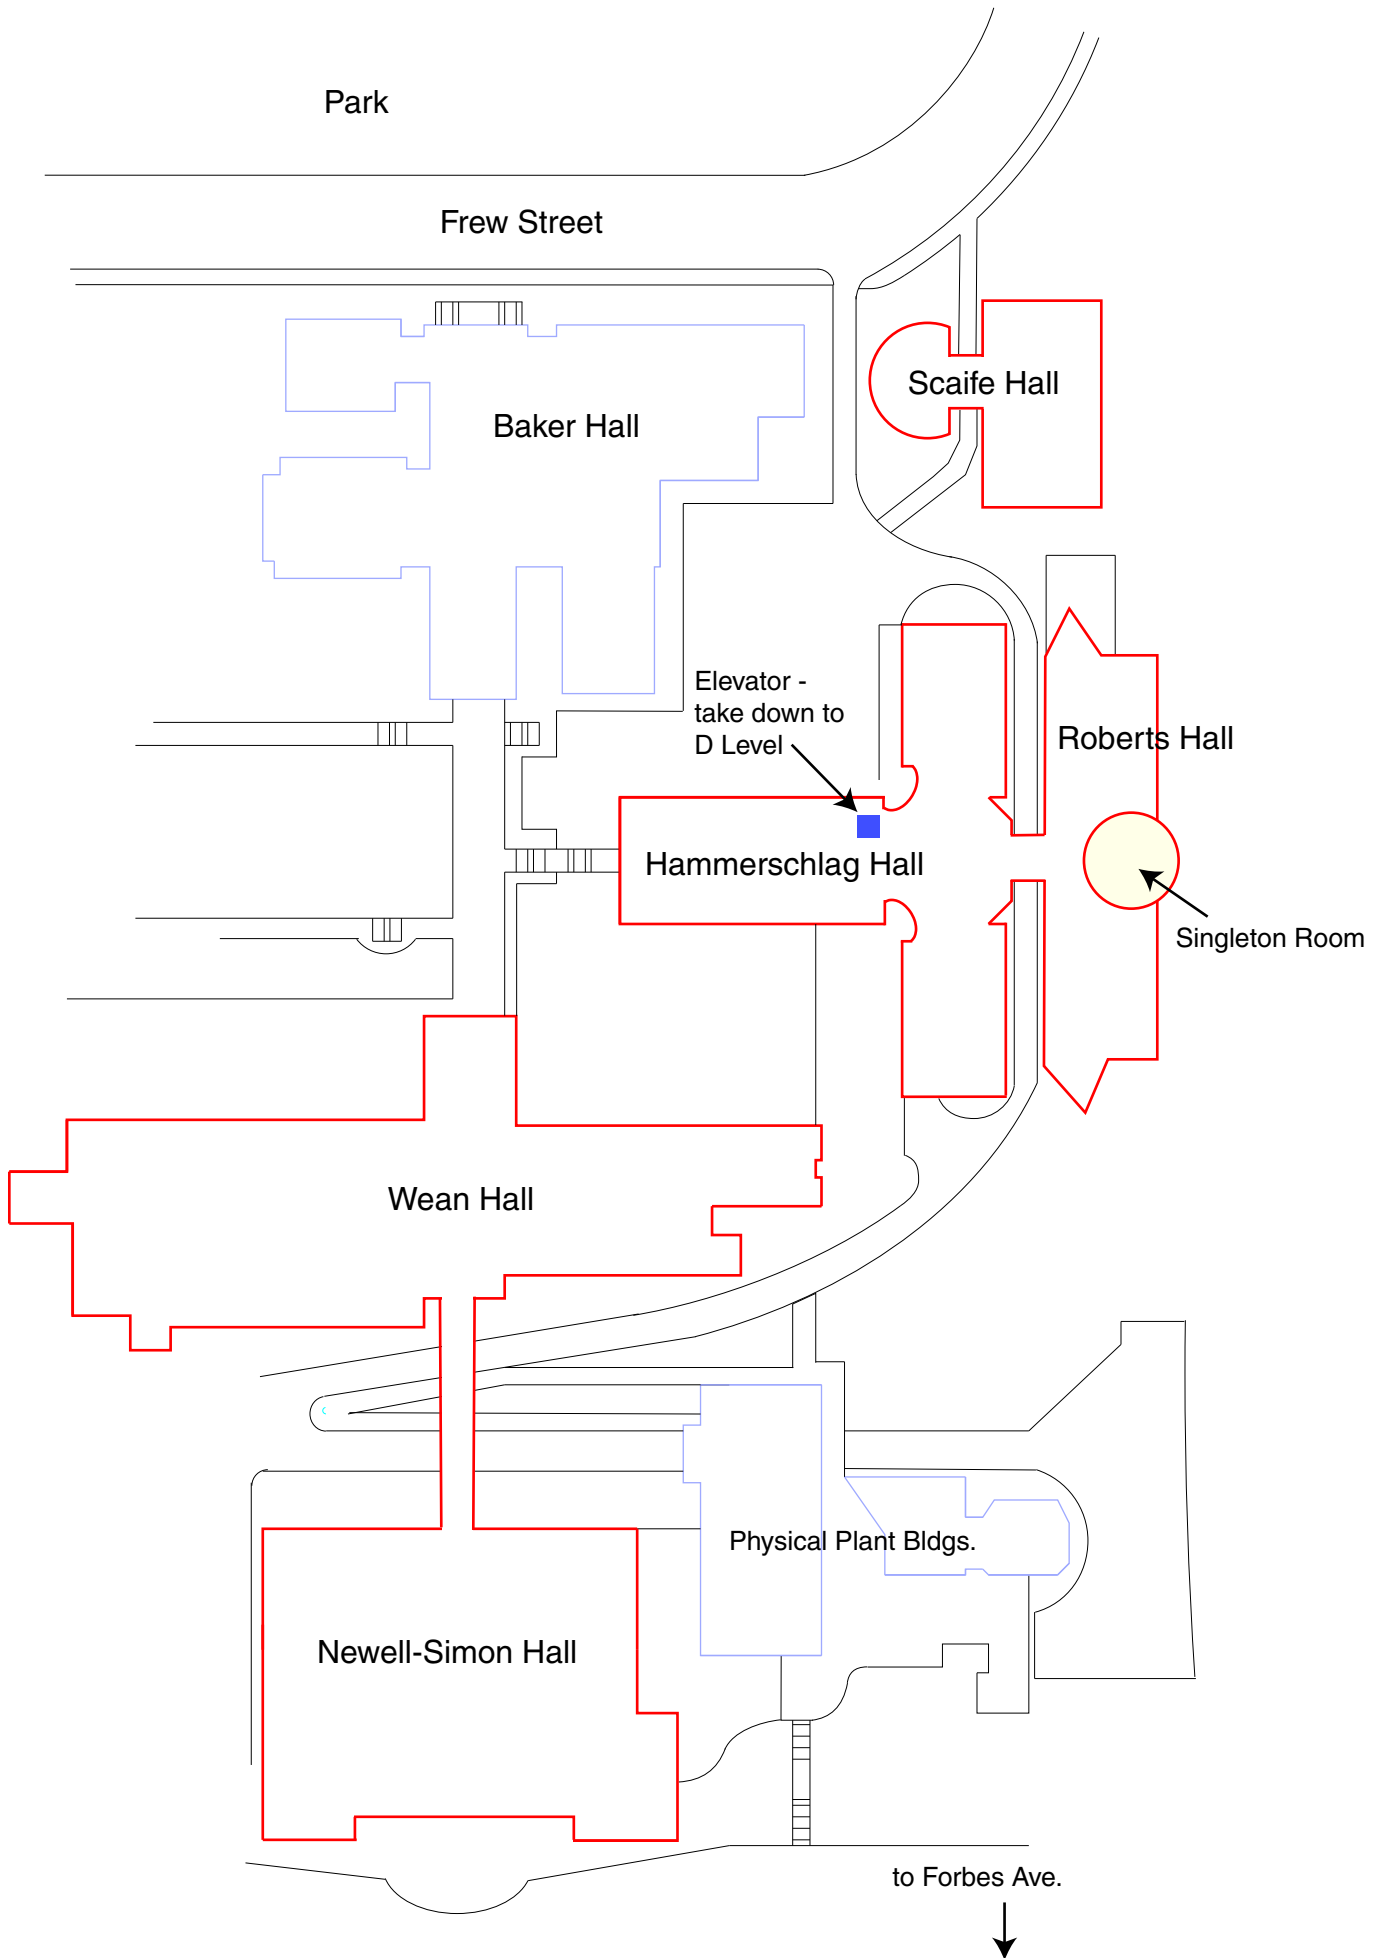 Park
Frew Street
Scaife Hall
Baker Hall
Elevator -
take down to
D Level
Roberts Hall
Hammerschlag Hall
Singleton Room
Wean Hall
Physical Plant Bldgs.
Newell-Simon Hall
to Forbes Ave.